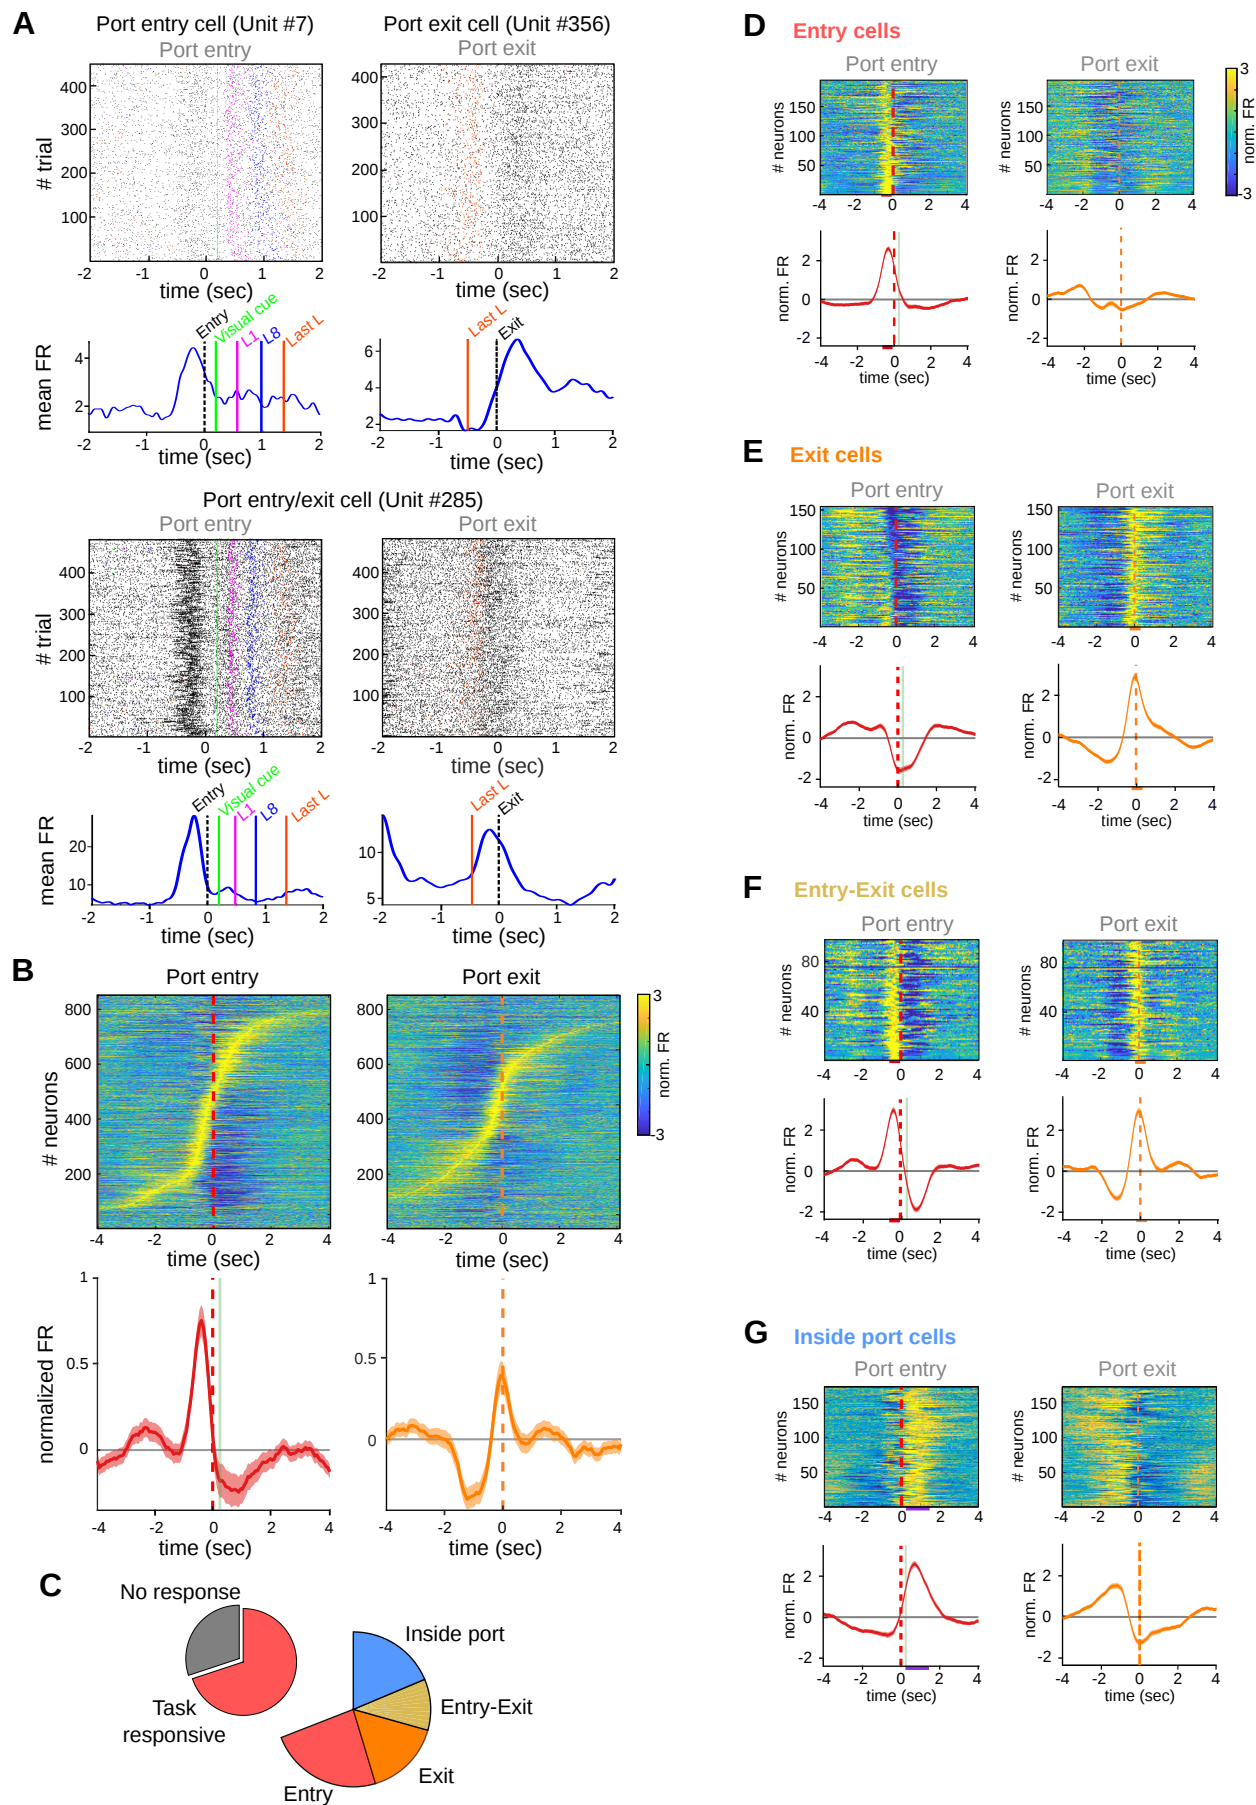 A
Port entry cell (Unit #7)
Port exit cell (Unit #356)
Port entry
Port exit
# trial
400
300
200
100
400
300
200
100
-2 -1 0 1 2
-2 -1 0 1 2
time (sec)
time (sec)
Entry
Visual cue
L1
L8
Last L
Last L
Exit
mean FR
4
2
6
4
2
-2 -1 0 1 2
-2 -1 0 1 2
time (sec)
time (sec)
Port entry/exit cell (Unit #285)
Port entry
Port exit
# trial
400
300
200
100
400
300
200
100
-2 -1 0 1 2
-2 -1 0 1 2
time (sec)
time (sec)
Entry
Visual cue
L1
L8
Last L
Last L
Exit
mean FR
20
10
10
5
-2 -1 0 1 2
-2 -1 0 1 2
time (sec)
time (sec)
B
Port entry
Port exit
# neurons
800
600
400
200
800
600
400
200
3
norm. FR
-3
-4 -2 0 2 4
-4 -2 0 2 4
time (sec)
time (sec)
normalized FR
1
0.5
0
1
0.5
0
-4 -2 0 2 4
-4 -2 0 2 4
time (sec)
time (sec)
C
No response
Task
responsive
Inside port
Entry-Exit
Exit
Entry
D
Entry cells
Port entry
Port exit
# neurons
150
100
50
150
100
50
3
norm. FR
-3
-4 -2 0 2 4
-4 -2 0 2 4
norm. FR
2
0
-2
2
0
-2
-4 -2 0 2 4
-4 -2 0 2 4
time (sec)
time (sec)
E
Exit cells
Port entry
Port exit
# neurons
150
100
50
# neurons
150
100
50
-4 -2 0 2 4
-4 -2 0 2 4
norm. FR
2
0
-2
norm. FR
2
0
-2
-4 -2 0 2 4
-4 -2 0 2 4
time (sec)
time (sec)
F
Entry-Exit cells
Port entry
Port exit
# neurons
80
40
# neurons
80
40
-4 -2 0 2 4
-4 -2 0 2 4
norm. FR
2
0
-2
norm. FR
2
0
-2
-4 -2 0 2 4
-4 -2 0 2 4
time (sec)
time (sec)
G
Inside port cells
Port entry
Port exit
# neurons
150
100
50
# neurons
150
100
50
-4 -2 0 2 4
-4 -2 0 2 4
norm. FR
2
0
-2
norm. FR
2
0
-2
-4 -2 0 2 4
-4 -2 0 2 4
time (sec)
time (sec)